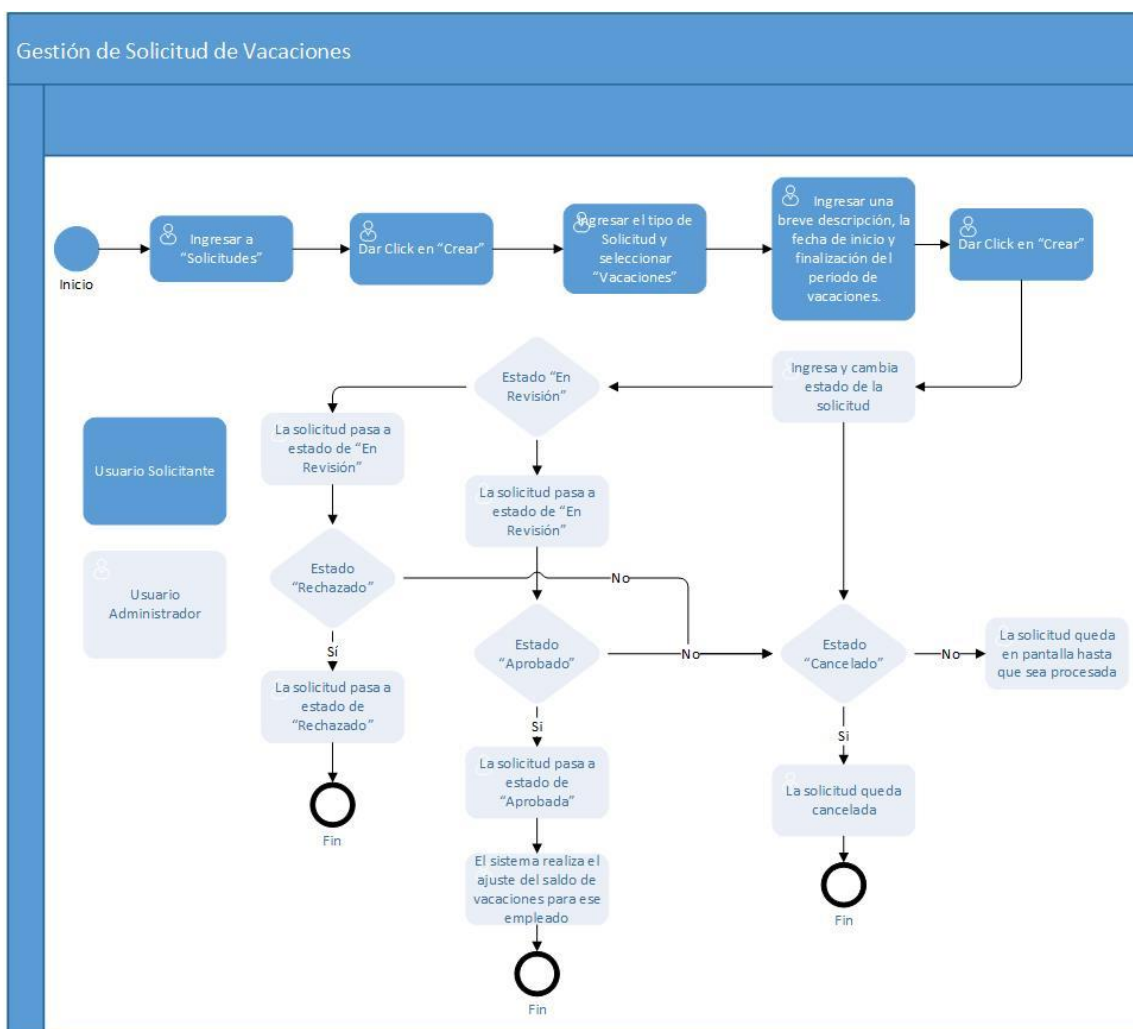 Gestión de Solicitud de Vacaciones
Inicio
Ingresar a
“Solicitudes”
Dar Click en “Crear”
Ingresar el tipo de
Solicitud y
seleccionar
“Vacaciones”
Ingresar una
breve descripción, la
fecha de inicio y
finalización del
periodo de
vacaciones.
Dar Click en “Crear”
Ingresa y cambia
estado de la
solicitud
Estado “En
Revisión”
La solicitud pasa a
estado de “En
Revisión”
La solicitud pasa a
estado de “En
Revisión”
Usuario Solicitante
Usuario
Administrador
Estado
“Rechazado”
No
Sí
La solicitud pasa a
estado de
“Rechazado”
Fin
Estado
“Aprobado”
No
Si
La solicitud pasa a
estado de
“Aprobada”
El sistema realiza el
ajuste del saldo de
vacaciones para ese
empleado
Fin
Estado
“Cancelado”
No
La solicitud queda
en pantalla hasta
que sea procesada
Si
La solicitud queda
cancelada
Fin